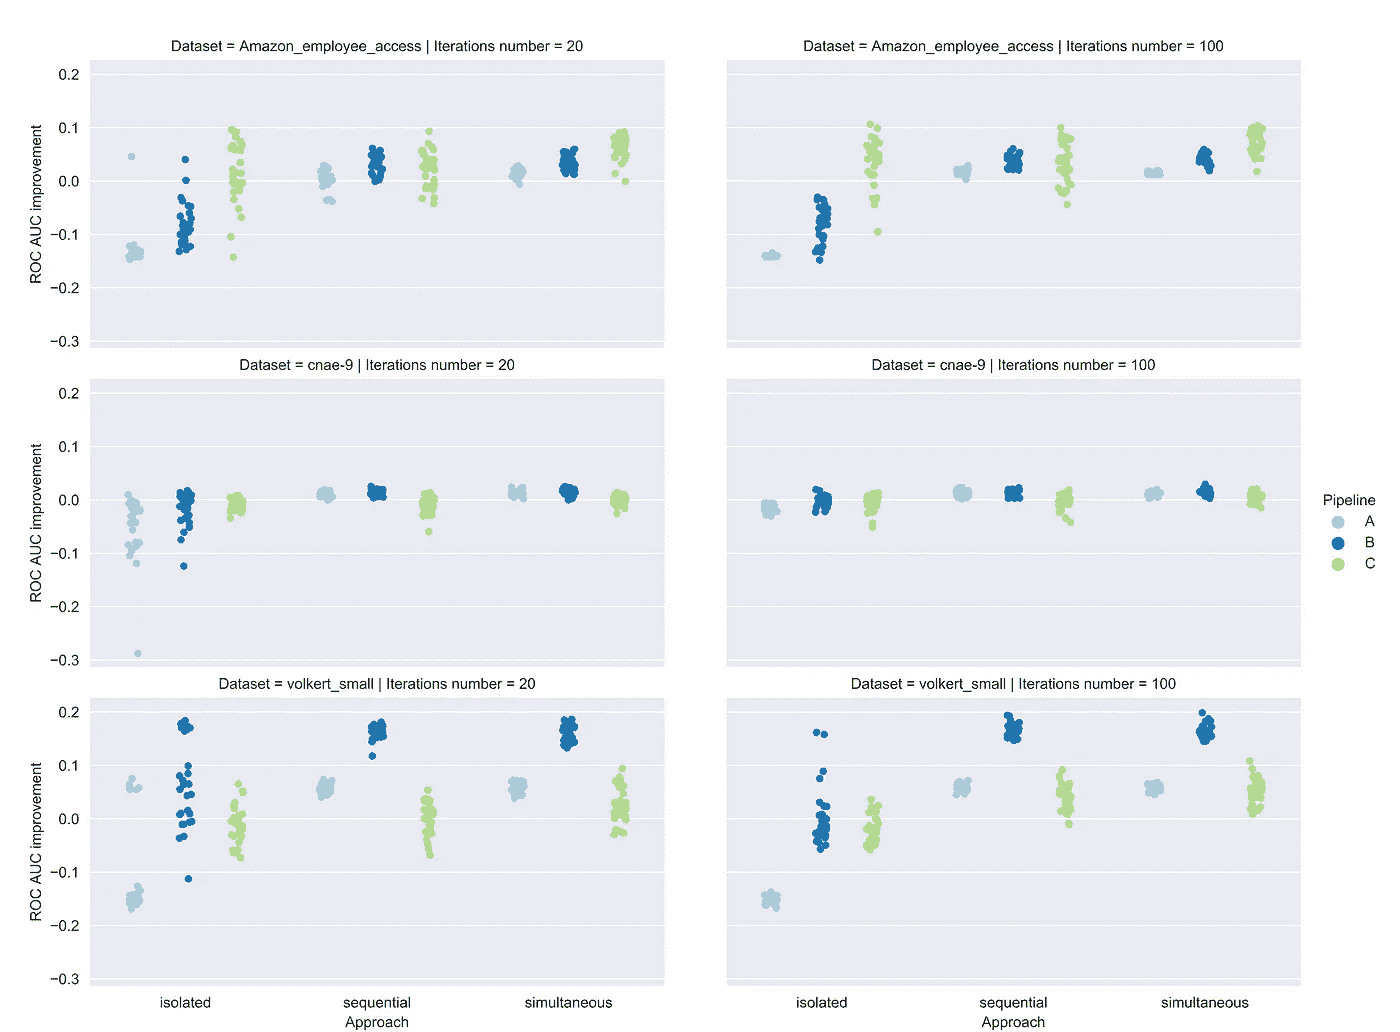 Dataset = Amazon_employee_access | Iterations number = 20
Dataset = Amazon_employee_access | Iterations number = 100
0.2
0.1
0.0
−0.1
−0.2
−0.3
ROC AUC improvement
Dataset = cnae-9 | Iterations number = 20
Dataset = cnae-9 | Iterations number = 100
0.2
0.1
0.0
−0.1
−0.2
−0.3
ROC AUC improvement
Pipeline
A
B
C
Dataset = volkert_small | Iterations number = 20
Dataset = volkert_small | Iterations number = 100
0.2
0.1
0.0
−0.1
−0.2
−0.3
ROC AUC improvement
isolated
sequential
simultaneous
Approach
isolated
sequential
simultaneous
Approach